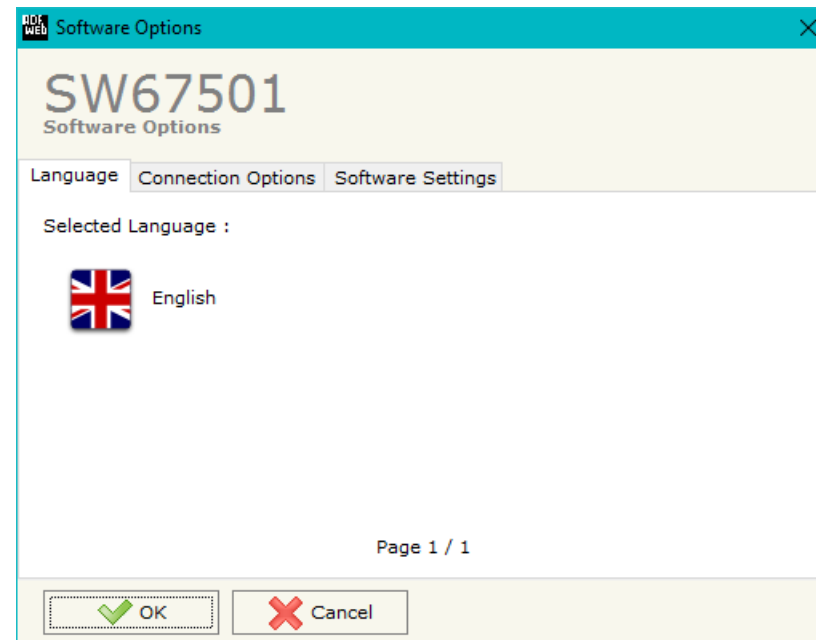 ADF
WEB
Software Options
SW67501
Software Options
Language
Connection Options
Software Settings
Selected Language :
English
Page 1 / 1
OK
Cancel